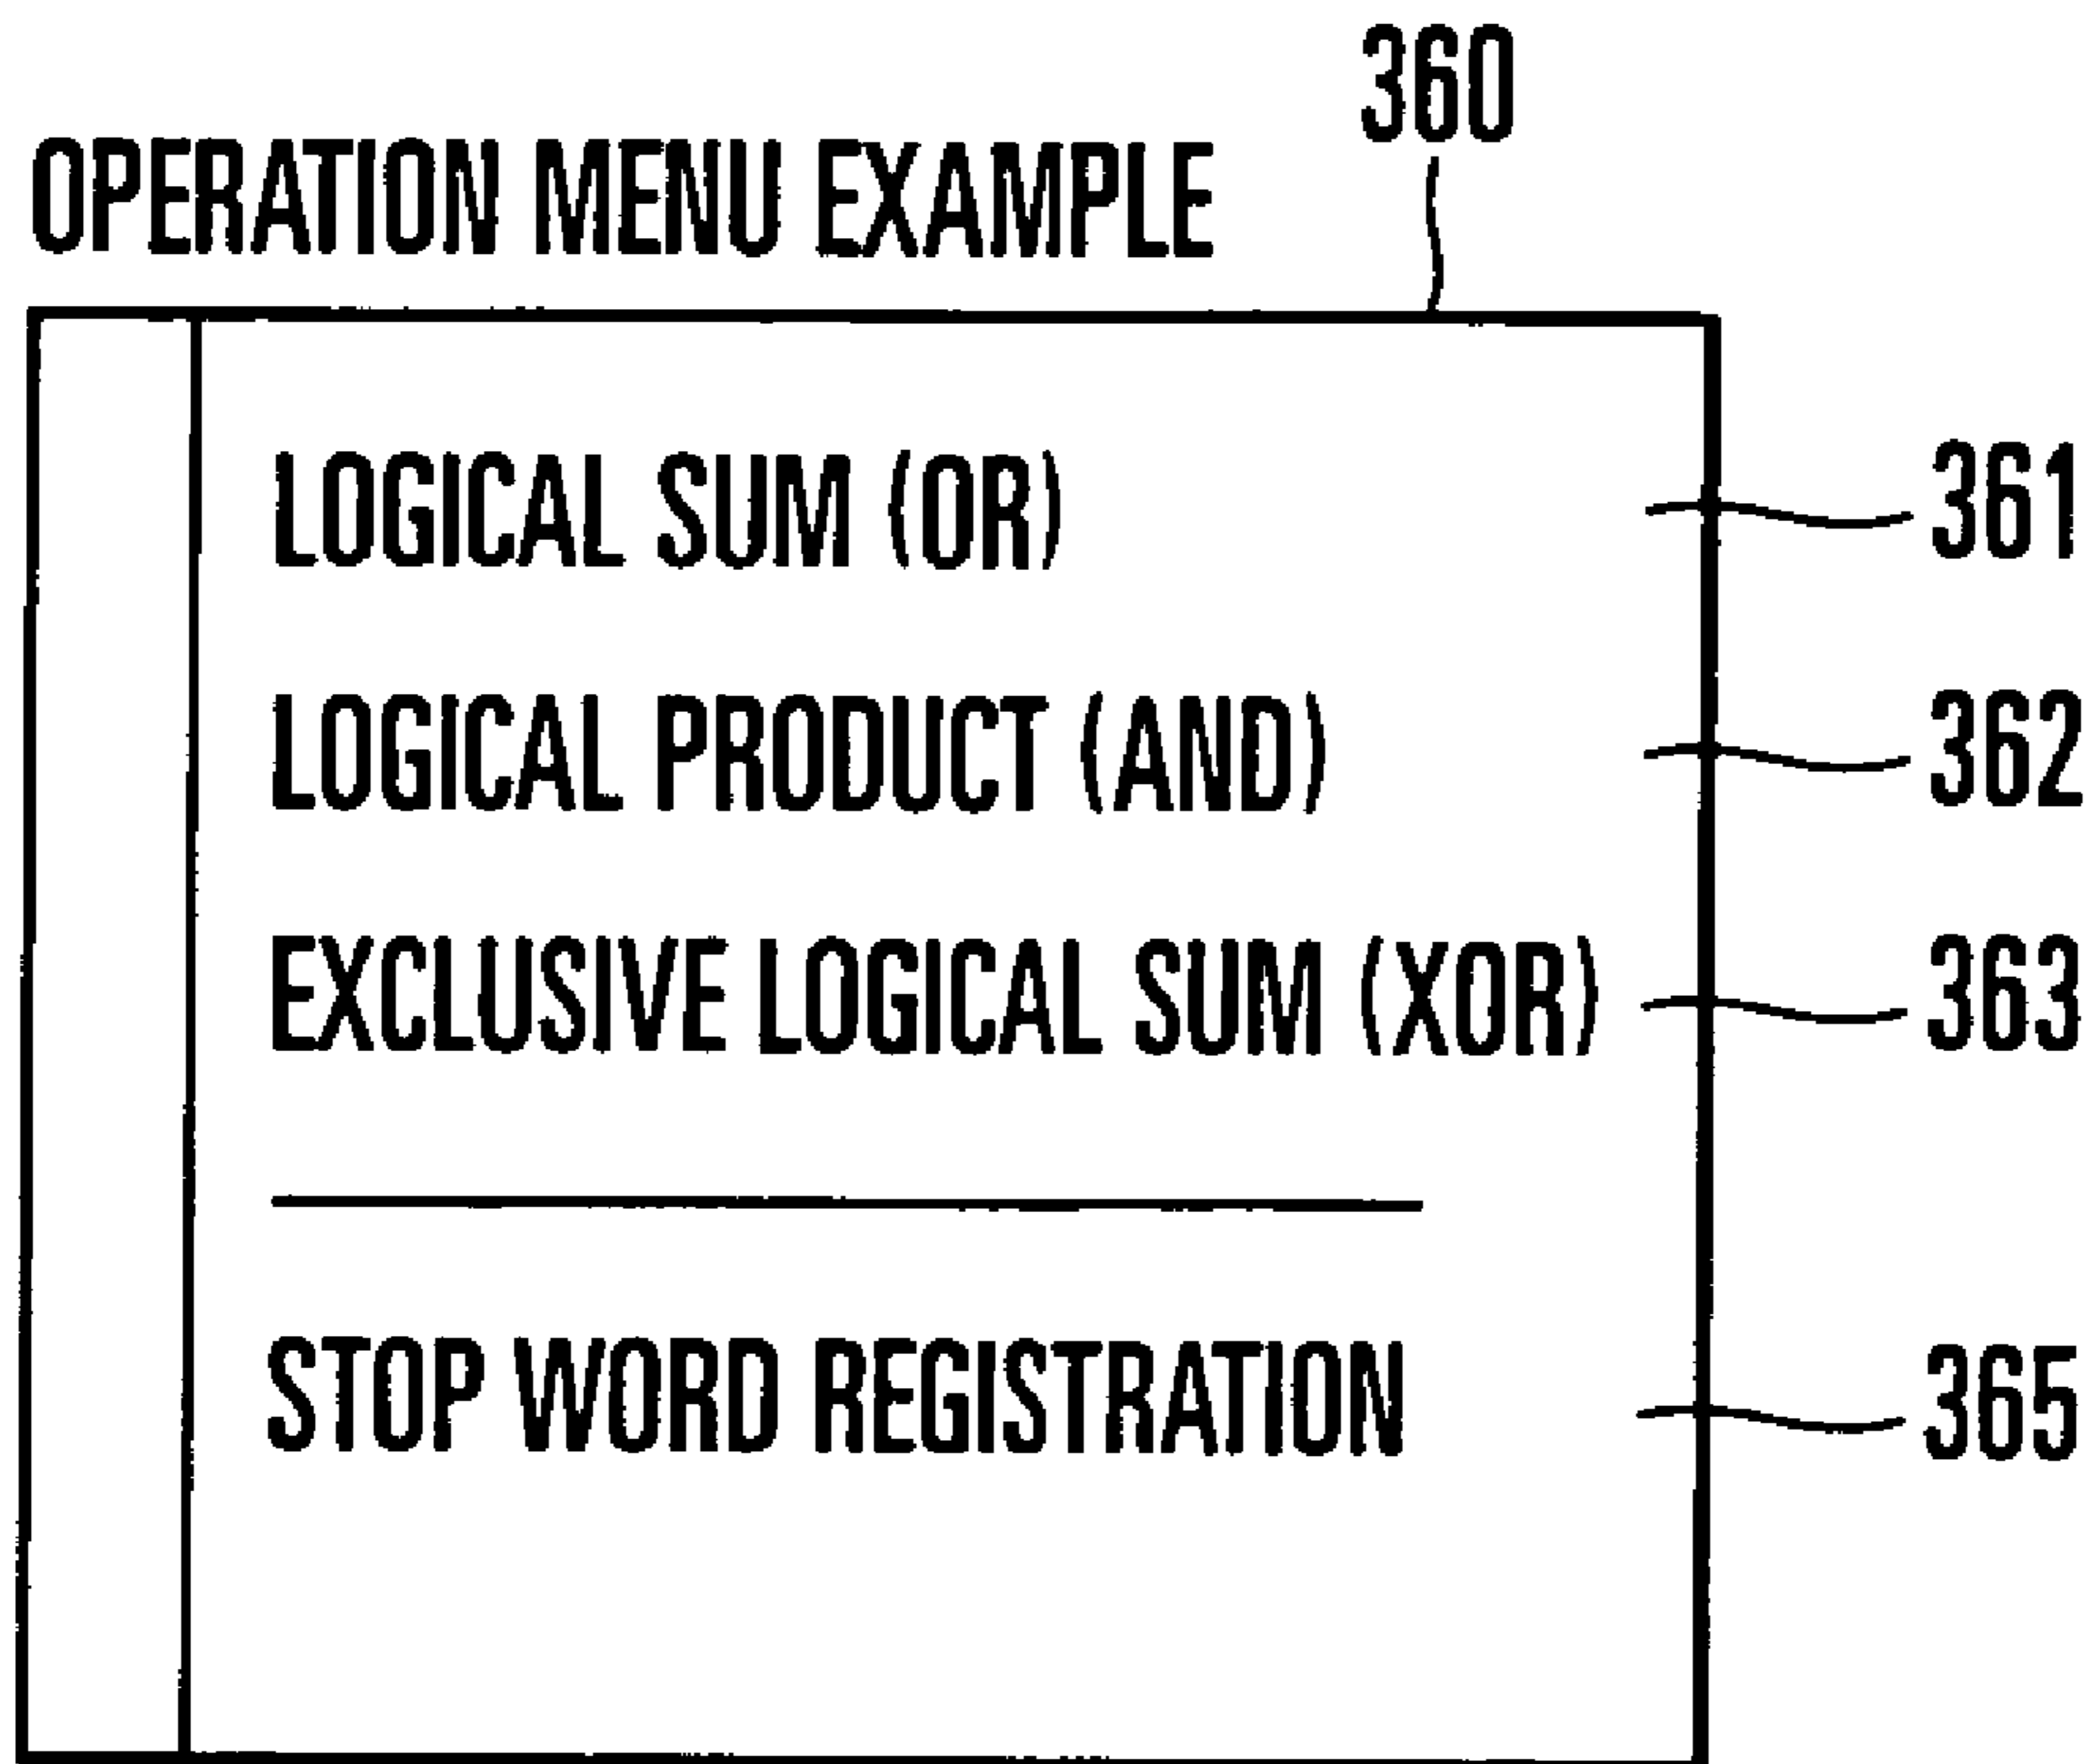 360
OPERATION MENU EXAMPLE
LOGICAL SUM (OR) 361
LOGICAL PRODUCT (AND) 362
EXCLUSIVE LOGICAL SUM (XOR) 363
STOP WORD REGISTRATION 365